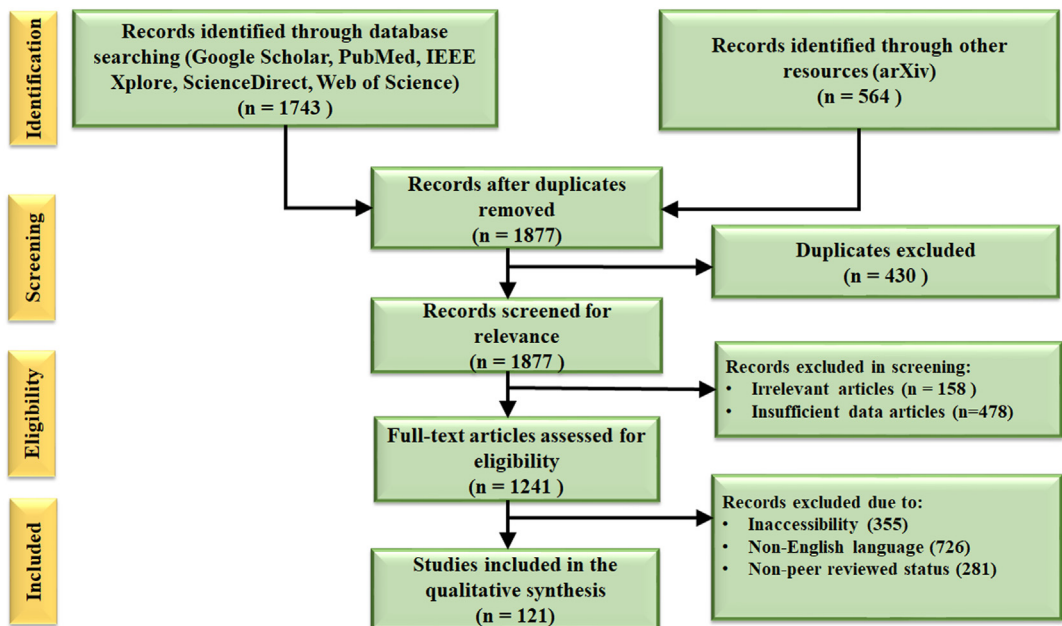 Identification
Records identified through database
searching (Google Scholar, PubMed, IEEE
Xplore, ScienceDirect, Web of Science)
(n = 1743 )
Records identified through other
resources (arXiv)
(n = 564 )
Screening
Records after duplicates
removed
(n = 1877)
Duplicates excluded
(n = 430 )
Records screened for
relevance
(n = 1877 )
Eligibility
Records excluded in screening:
• Irrelevant articles (n = 158 )
• Insufficient data articles (n=478)
Full-text articles assessed for
eligibility
(n = 1241 )
Included
Records excluded due to:
• Inaccessibility (355)
• Non-English language (726)
• Non-peer reviewed status (281)
Studies included in the
qualitative synthesis
(n = 121)